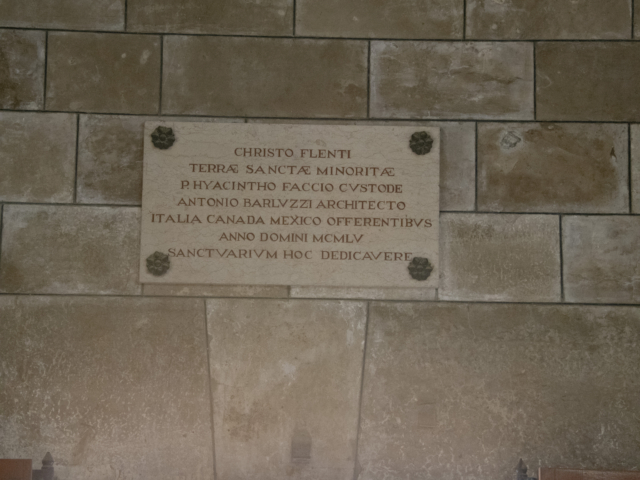 CHRISTO FLENTI
TERRÆ SANCTÆ MINORITÆ
P. HYACINTHO FACCIO CVSTODE
ANTONIO BARLVZZI ARCHITECTO
ITALIA CANADA MEXICO OFFERENTIBVS
ANNO DOMINI MCMLV
SANCTVARIVM HOC DEDICAVERE